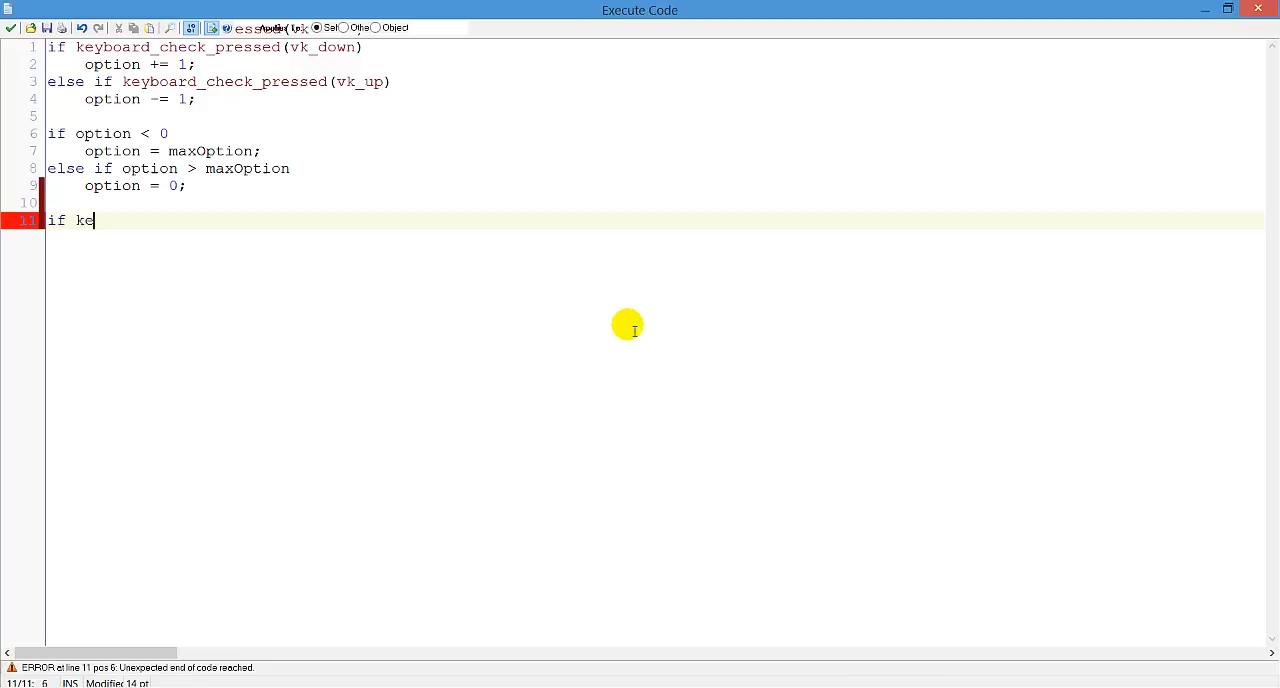 Execute Code
Self Other Object
1 if keyboard_check_pressed(vk_down)
2 option += 1;
3 else if keyboard_check_pressed(vk_up)
4 option -= 1;
5
6 if option < 0
7 option = maxOption;
8 else if option > maxOption
9 option = 0;
10
11 if ke
ERROR at line 11 pos 6: Unexpected end of code reached.
11/11: 6 INS Modified 14 pt